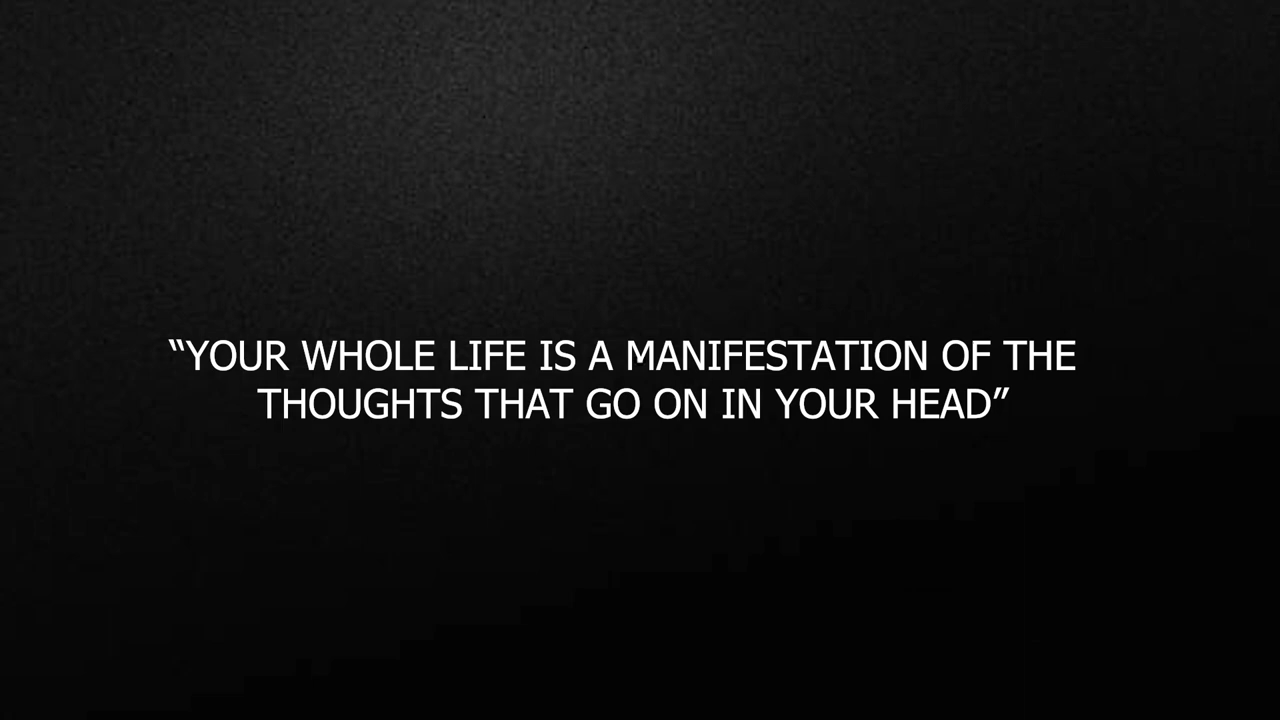 “YOUR WHOLE LIFE IS A MANIFESTATION OF THE
THOUGHTS THAT GO ON IN YOUR HEAD”